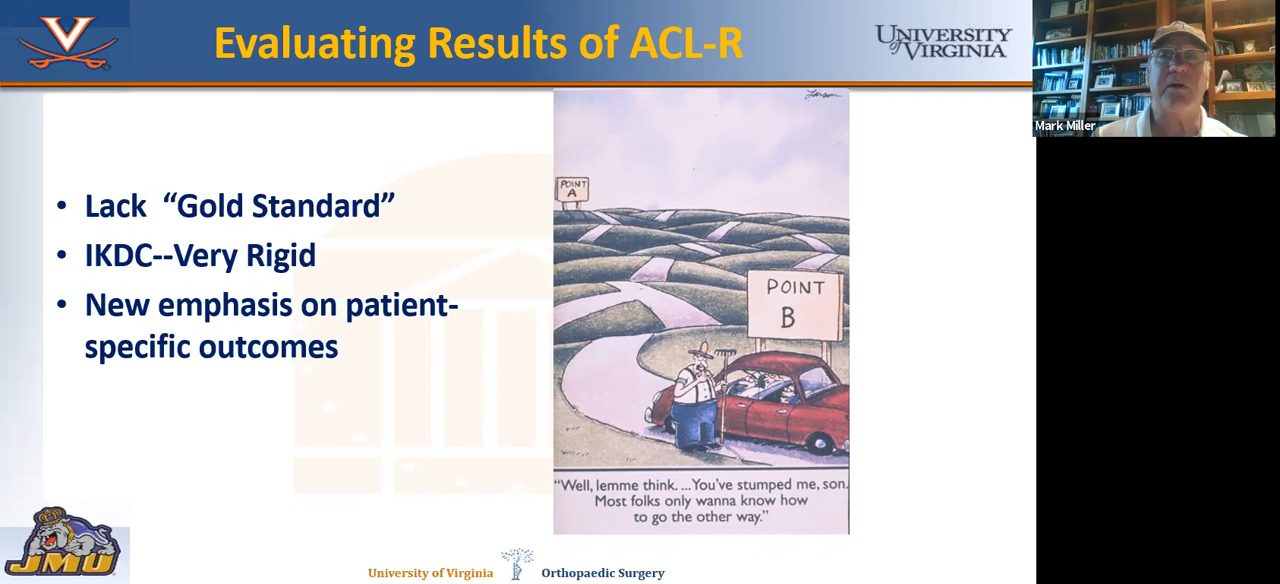 Evaluating Results of ACL-R
UNIVERSITY
of VIRGINIA
Mark Miller
• Lack “Gold Standard”
• IKDC--Very Rigid
• New emphasis on patient-
specific outcomes
Larson
POINT
A
POINT
B
“Well, lemme think. ...You've stumped me, son.
Most folks only wanna know how
to go the other way.”
JMU
University of Virginia Orthopaedic Surgery